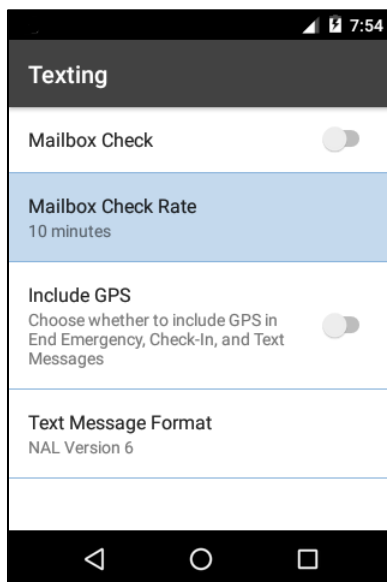 7:54
Texting
Mailbox Check
Mailbox Check Rate
10 minutes
Include GPS
Choose whether to include GPS in
End Emergency, Check-In, and Text
Messages
Text Message Format
NAL Version 6